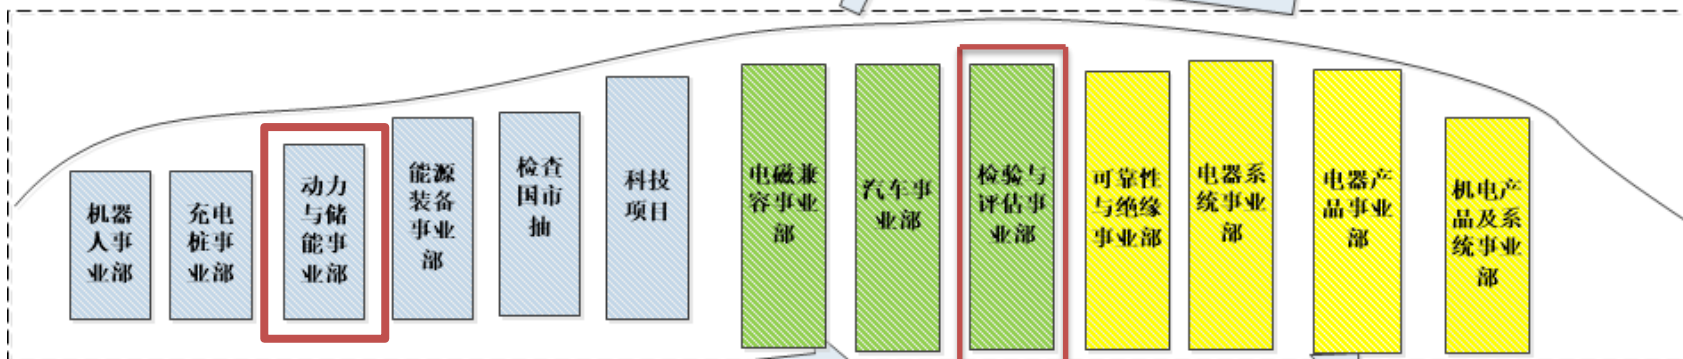 机器
人事
业部
充电
桩事
业部
动力
与储
能事
业部
能源
装备
事业
部
检查
国市
抽
科技
项目
电磁兼
容事业
部
汽车事
业部
检验与
评估事
业部
可靠性
与绝缘
事业部
电器系
统事业
部
电器产
品事业
部
机电产
品及系
统事业
部